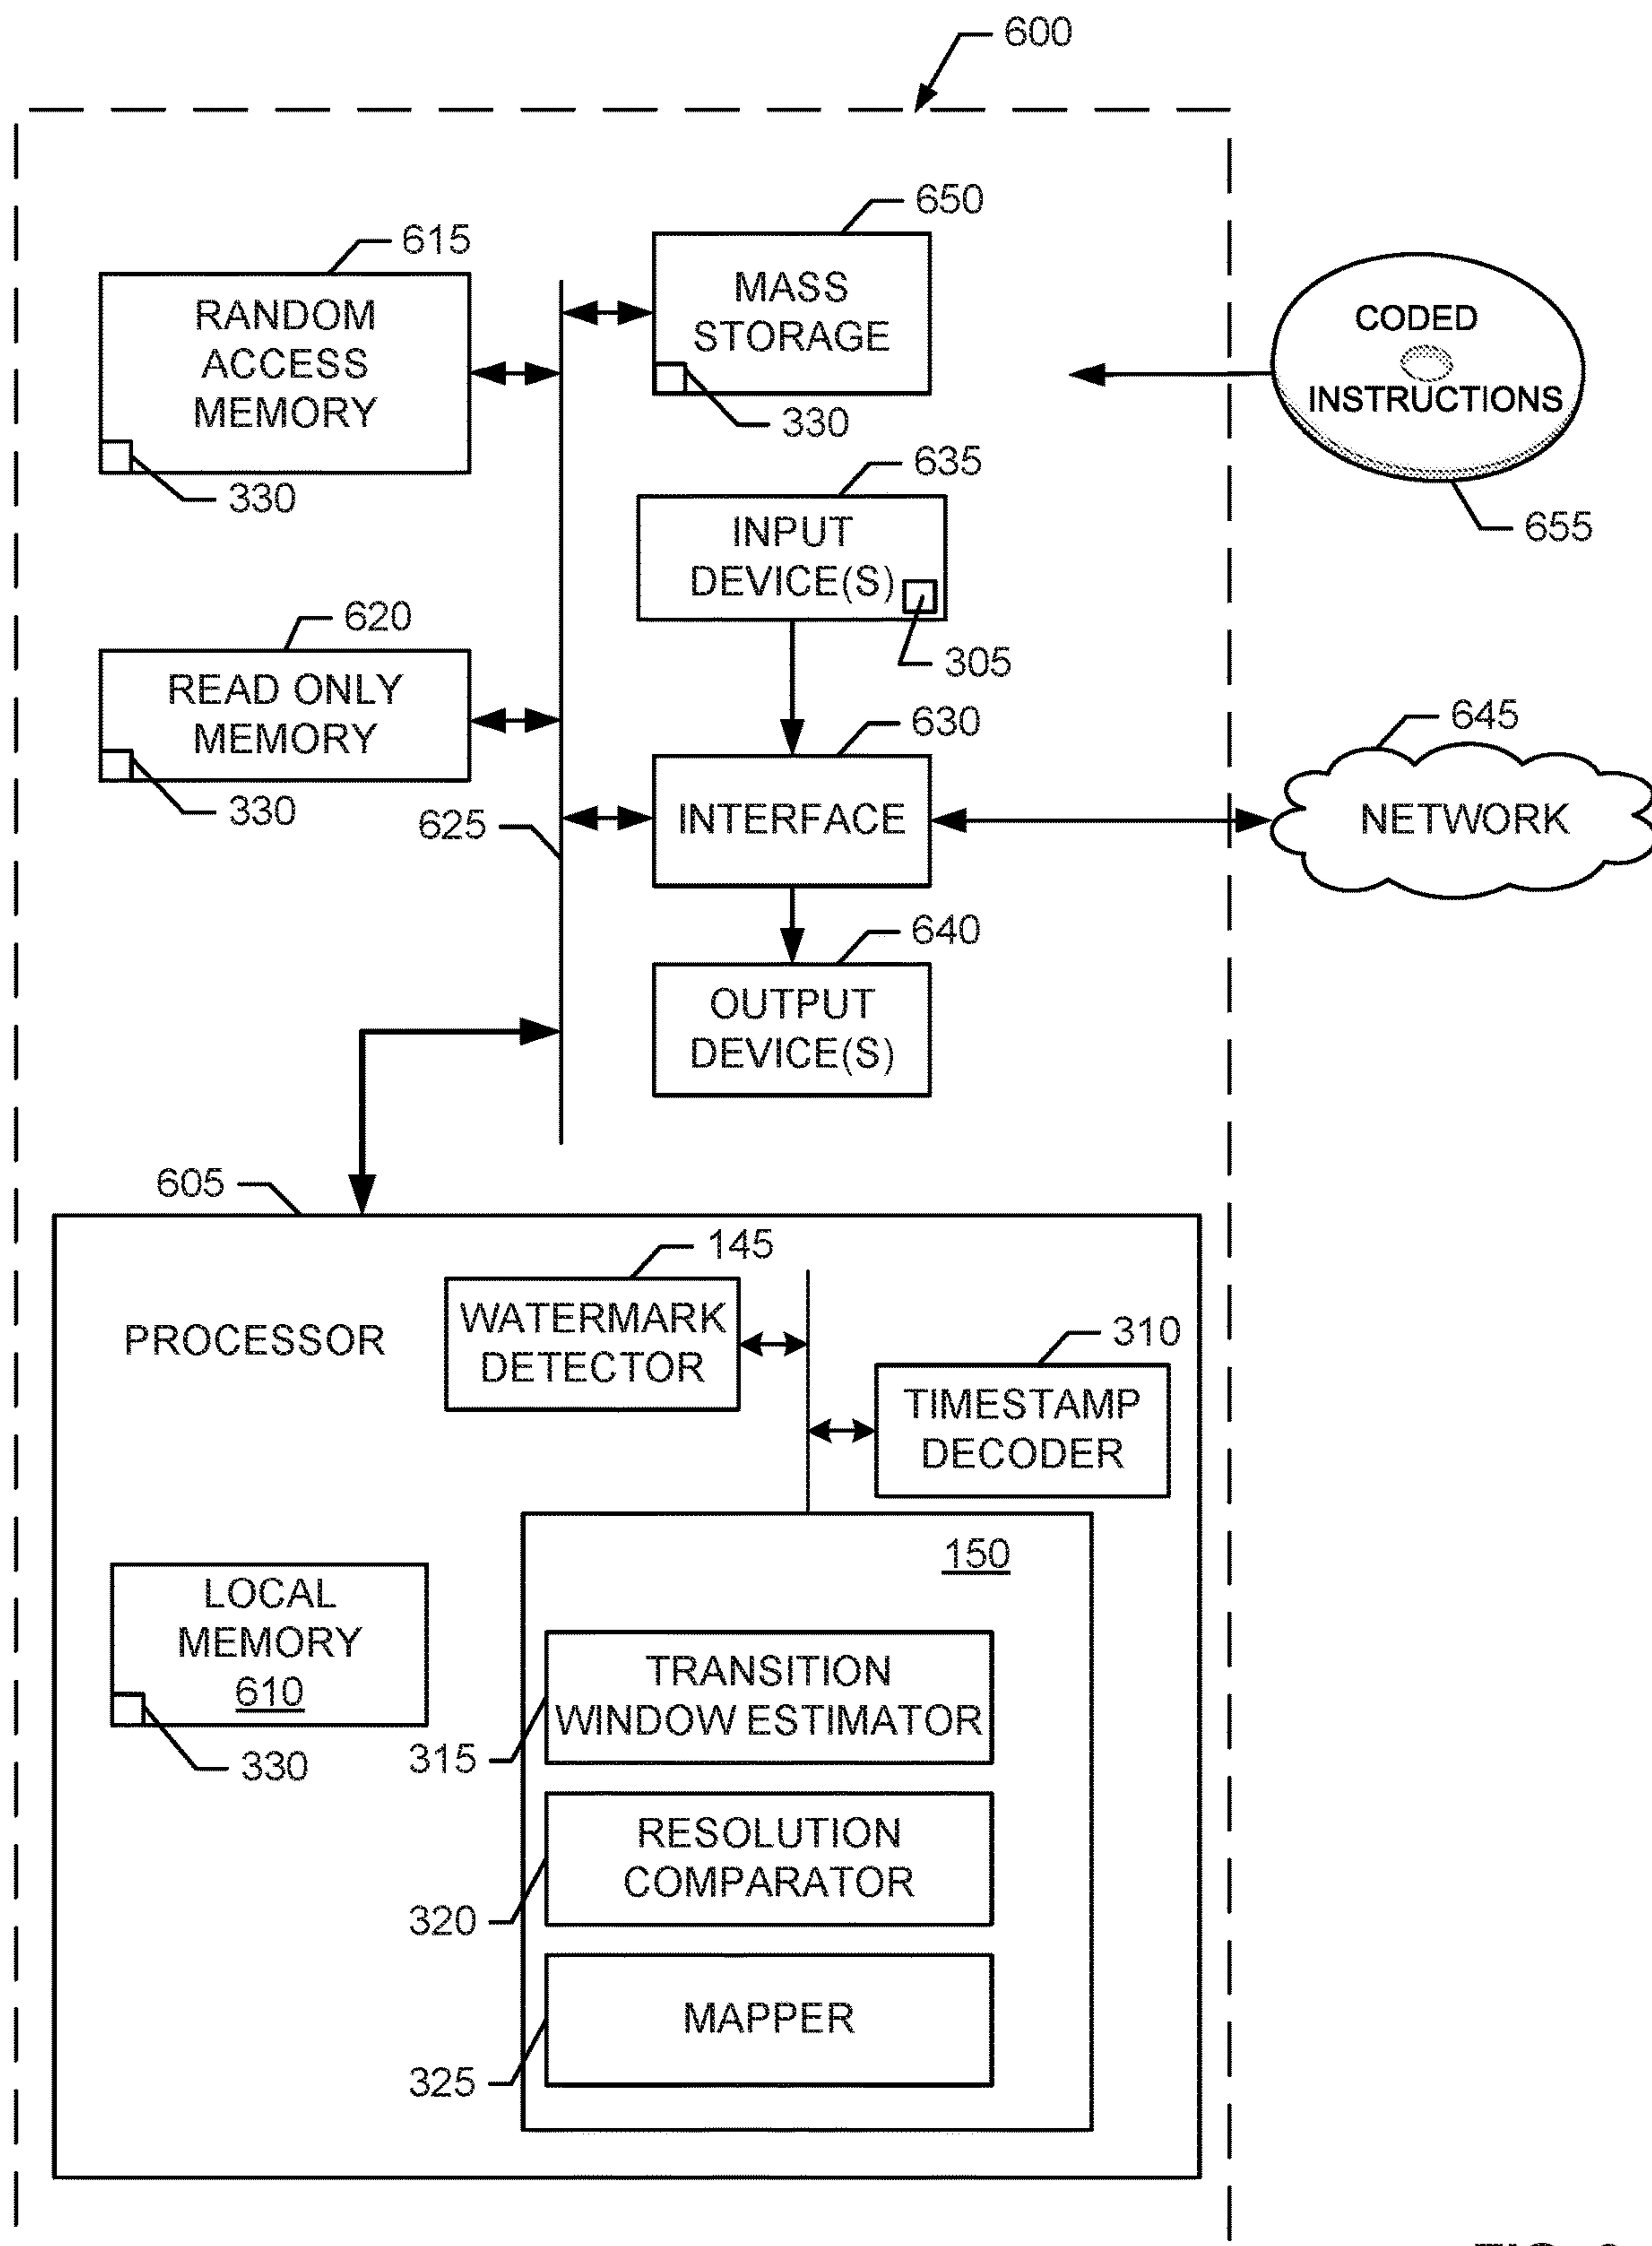 600
650
615
MASS
STORAGE
RANDOM
ACCESS
MEMORY
CODED
INSTRUCTIONS
330
330
635
655
INPUT
DEVICE(S)
305
620
READ ONLY
MEMORY
330
630
645
625
INTERFACE
NETWORK
640
OUTPUT
DEVICE(S)
605
145
PROCESSOR
WATERMARK
DETECTOR
310
TIMESTAMP
DECODER
150
LOCAL
MEMORY
610
330
TRANSITION
WINDOW ESTIMATOR
315
RESOLUTION
COMPARATOR
320
MAPPER
325